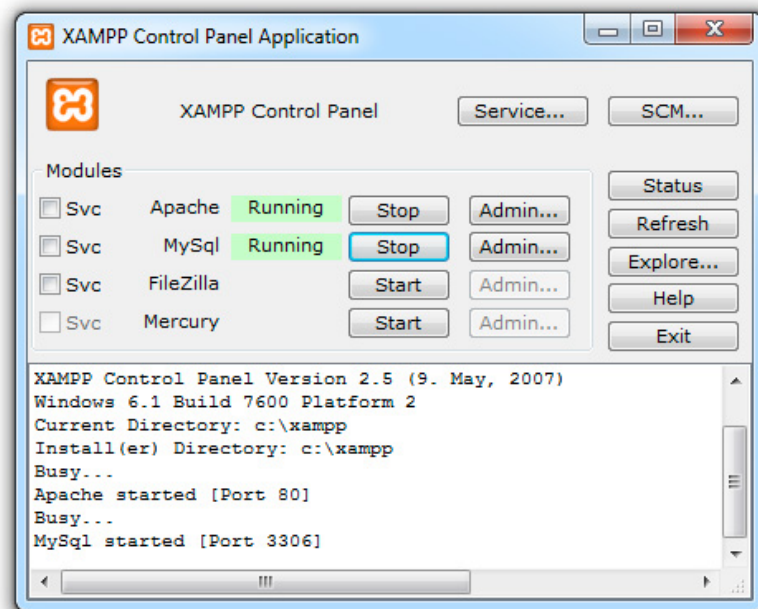 XAMPP Control Panel Application
XAMPP Control Panel Service... SCM...
Modules
Svc Apache Running Stop Admin...
Svc MySql Running Stop Admin...
Svc FileZilla Start Admin...
Svc Mercury Start Admin...
Status
Refresh
Explore...
Help
Exit
XAMPP Control Panel Version 2.5 (9. May, 2007)
Windows 6.1 Build 7600 Platform 2
Current Directory: c:\xampp
Install(er) Directory: c:\xampp
Busy...
Apache started [Port 80]
Busy...
MySql started [Port 3306]